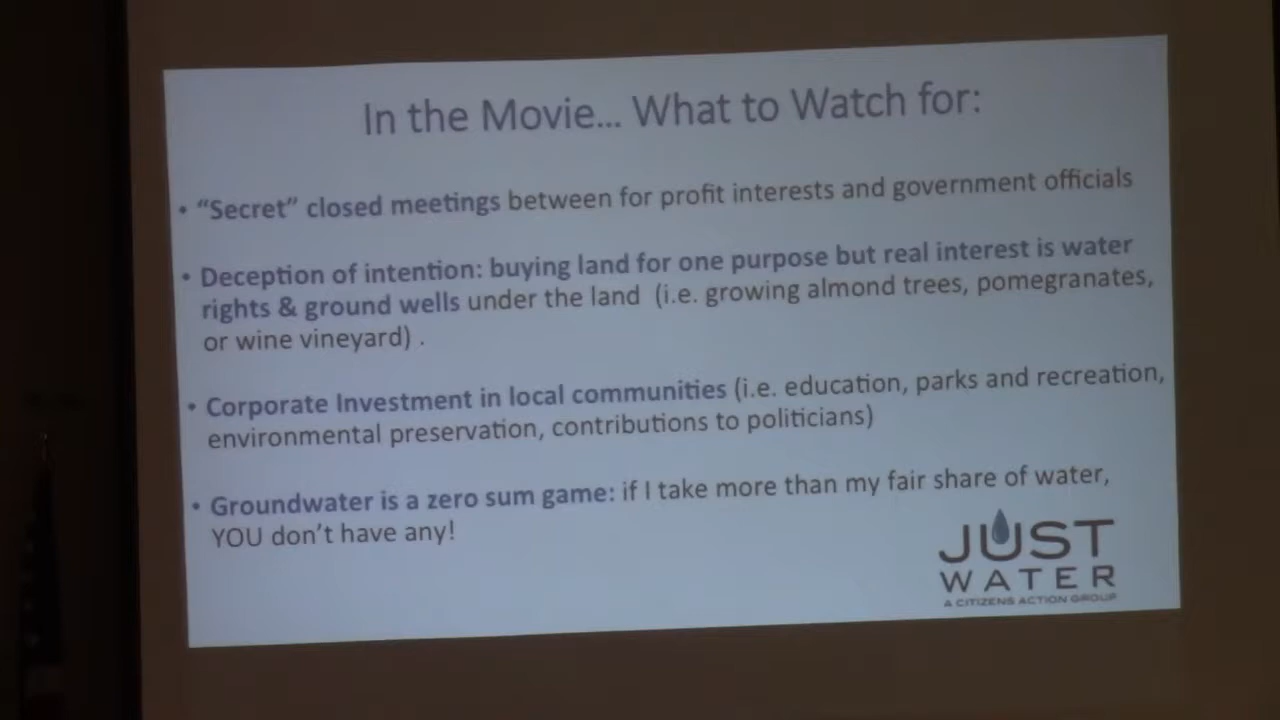 In the Movie... What to Watch for:
• “Secret” closed meetings between for profit interests and government officials
• Deception of intention: buying land for one purpose but real interest is water
rights & ground wells under the land (i.e. growing almond trees, pomegranates,
or wine vineyard) .
• Corporate Investment in local communities (i.e. education, parks and recreation,
environmental preservation, contributions to politicians)
• Groundwater is a zero sum game: if I take more than my fair share of water,
YOU don’t have any!
JUST
WATER
A CITIZENS ACTION GROUP